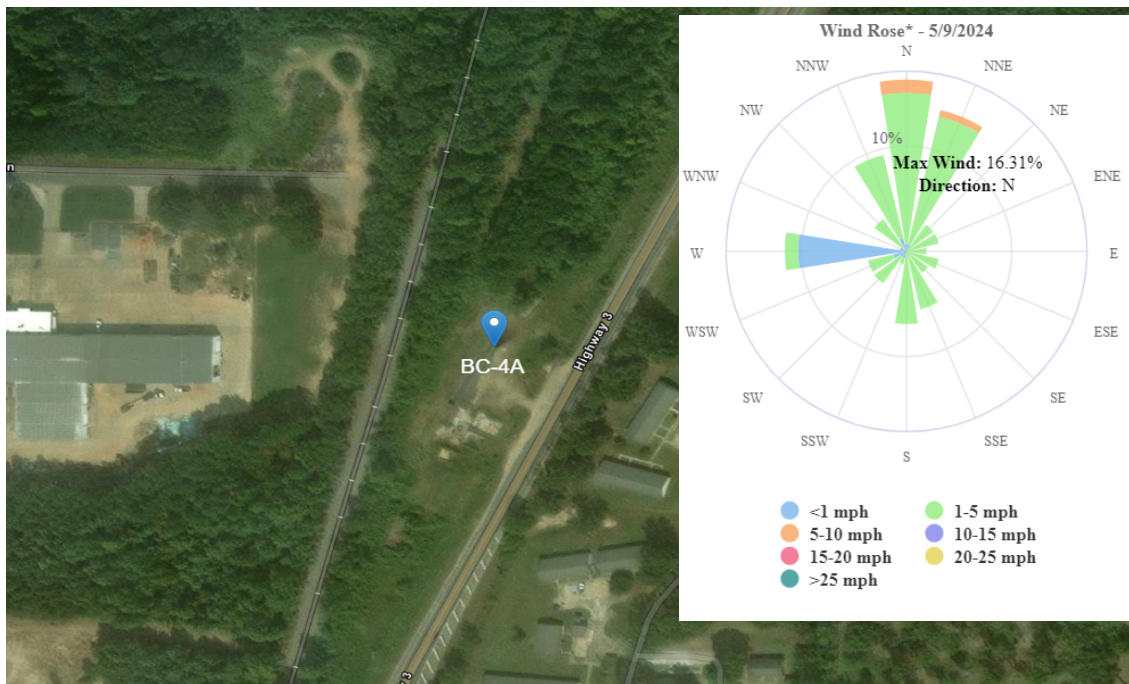 Wind Rose* - 5/9/2024
N
NNW
NNE
NW
NE
10%
Max Wind: 16.31%
Direction: N
WNW
ENE
W
E
WSW
ESE
SW
SE
SSW
SSE
S
<1 mph
1-5 mph
5-10 mph
10-15 mph
15-20 mph
20-25 mph
>25 mph
n
Highway 3
BC-4A
y 3